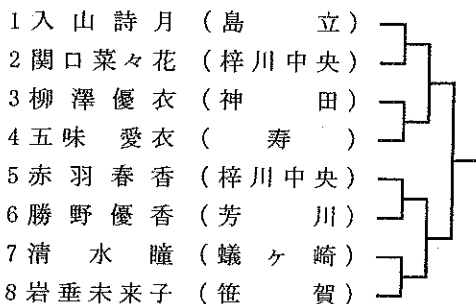 1 入山詩月 (島立)
2 関口菜々花 (梓川中央)
3 柳澤優衣 (神田)
4 五味愛衣 (寿)
5 赤羽春香 (梓川中央)
6 勝野優香 (芳川)
7 清水瞳 (蟻ヶ崎)
8 岩垂未来子 (笹賀)